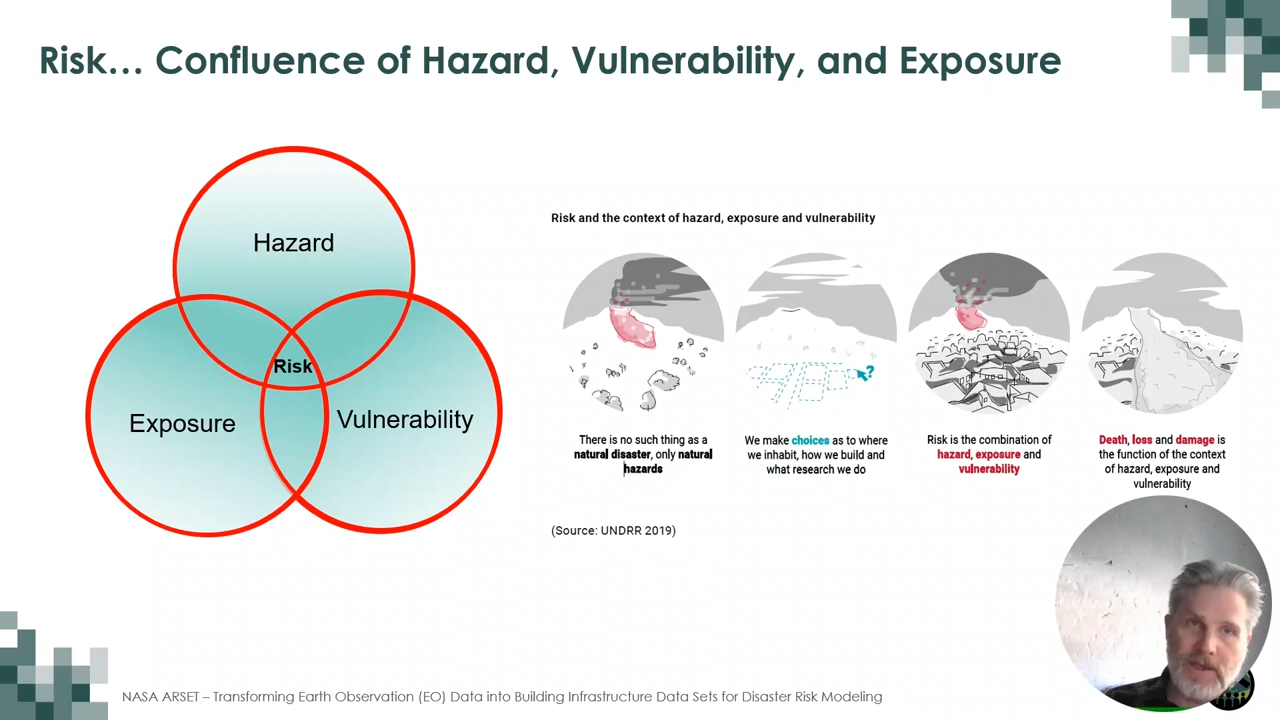 Risk... Confluence of Hazard, Vulnerability, and Exposure
Hazard
Risk
Exposure
Vulnerability
Risk and the context of hazard, exposure and vulnerability
?
There is no such thing as a
natural disaster, only natural
hazards
We make choices as to where
we inhabit, how we build and
what research we do
Risk is the combination of
hazard, exposure and
vulnerability
Death, loss and damage is
the function of the context
of hazard, exposure and
vulnerability
(Source: UNDRR 2019)
NASA ARSET – Transforming Earth Observation (EO) Data into Building Infrastructure Data Sets for Disaster Risk Modeling